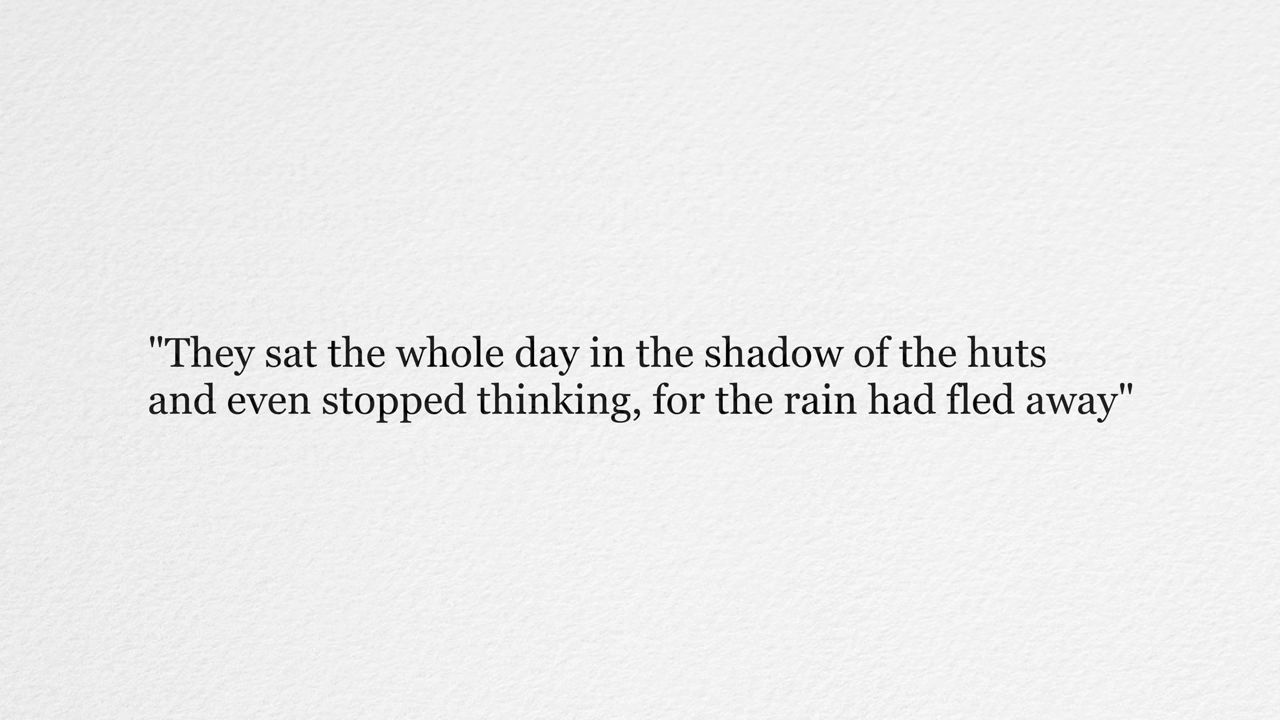 "They sat the whole day in the shadow of the huts
and even stopped thinking, for the rain had fled away"